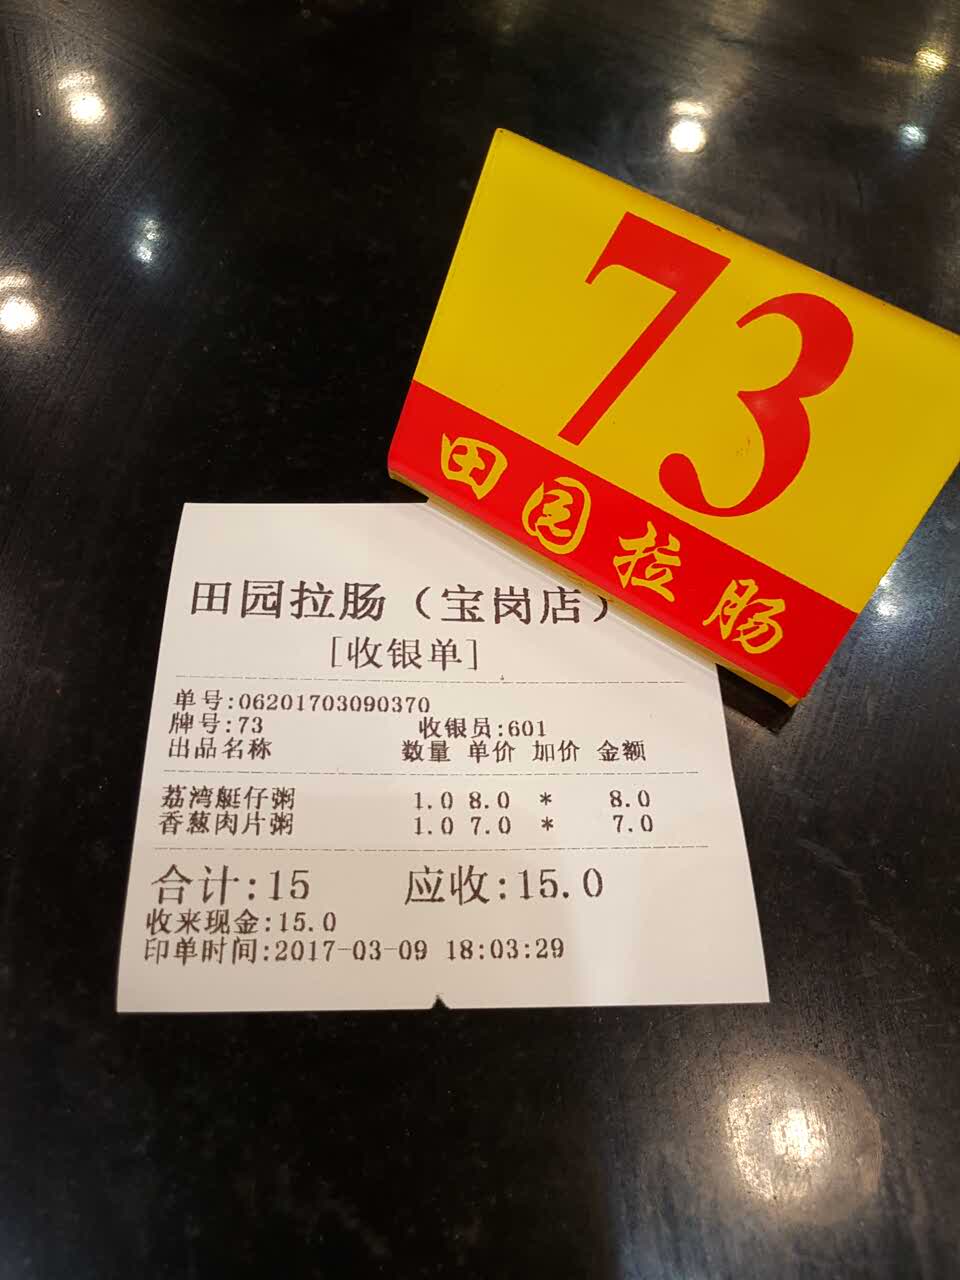 73
田园拉肠
田园拉肠（宝岗店）
[收银单]
单号:06201703090370
牌号:73 收银员:601
出品名称 数量 单价 加价 金额
荔湾艇仔粥 1.0 8.0 * 8.0
香葱肉片粥 1.0 7.0 * 7.0
合计:15 应收:15.0
收来现金:15.0
印单时间:2017-03-09 18:03:29